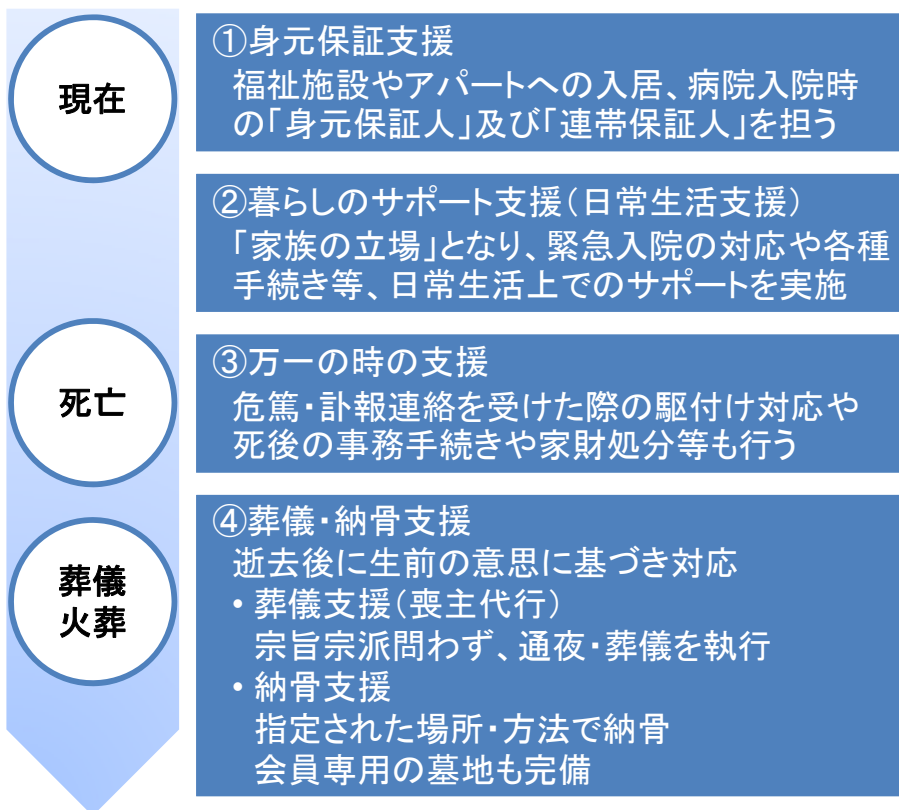 現在
①身元保証支援
福祉施設やアパートへの入居、病院入院時
の「身元保証人」及び「連帯保証人」を担う
②暮らしのサポート支援(日常生活支援)
「家族の立場」となり、緊急入院の対応や各種
手続き等、日常生活上でのサポートを実施
死亡
③万一の時の支援
危篤・訃報連絡を受けた際の駆付け対応や
死後の事務手続きや家財処分等も行う
葬儀
火葬
④葬儀・納骨支援
逝去後に生前の意思に基づき対応
• 葬儀支援(喪主代行)
宗旨宗派問わず、通夜・葬儀を執行
• 納骨支援
指定された場所・方法で納骨
会員専用の墓地も完備